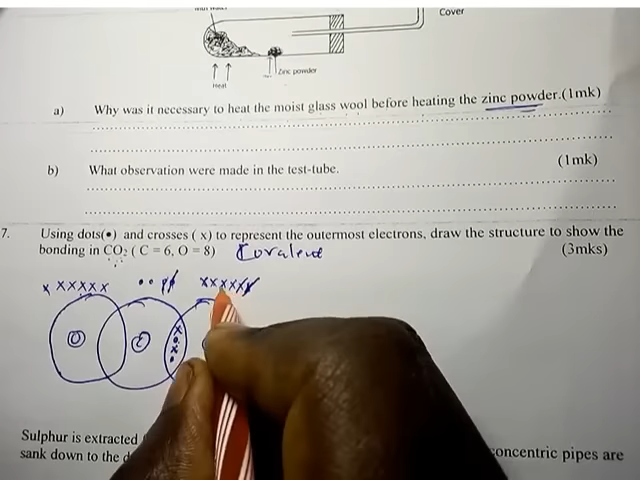 Cover
Zinc powder
Heat
a) Why was it necessary to heat the moist glass wool before heating the zinc powder.(1mk)
b) What observation were made in the test-tube. (1mk)
7. Using dots(•) and crosses ( x) to represent the outermost electrons, draw the structure to show the
bonding in CO₂ ( C = 6, O = 8) Covalent (3mks)
x xxxxx •• xxxxxx
O C
Sulphur is extracted
oncentric pipes are
sank down to the